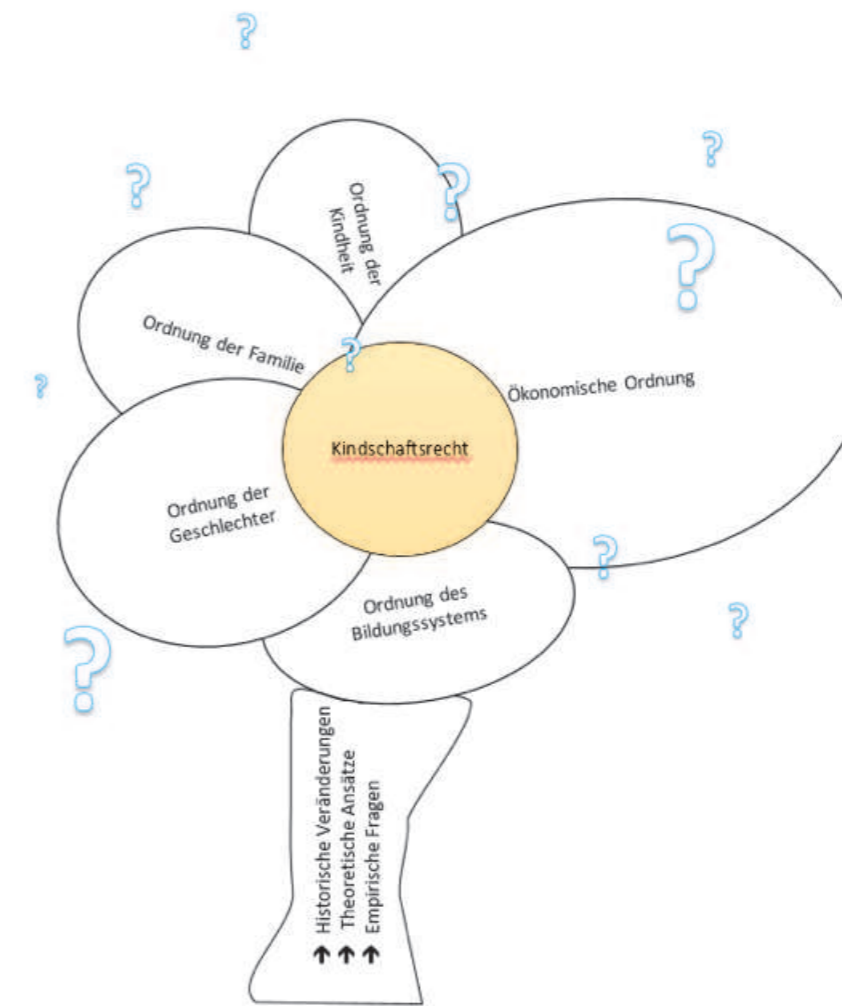 ?
?
?
?
Ordnung der
Kindheit
?
Ordnung der Familie
?
?
Ökonomische Ordnung
Kindschaftsrecht
Ordnung der
Geschlechter
?
Ordnung des
Bildungssystems
?
?
→ Historische Veränderungen
→ Theoretische Ansätze
→ Empirische Fragen